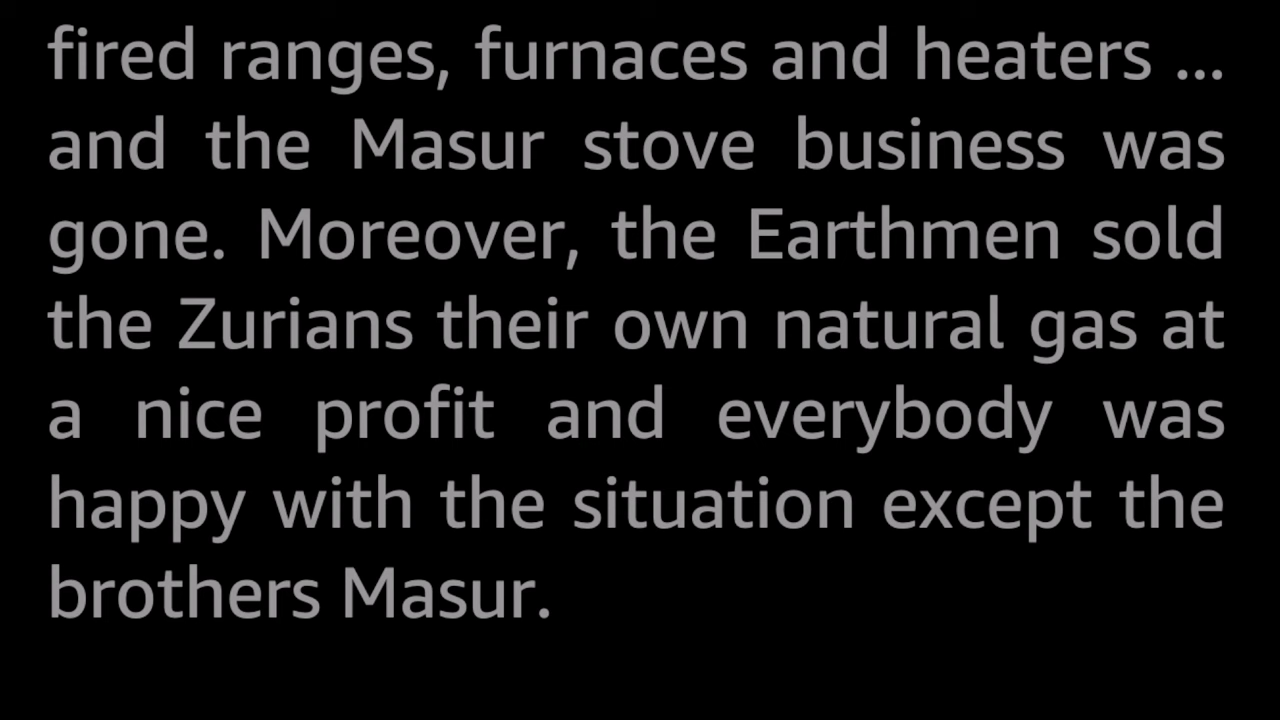 fired ranges, furnaces and heaters ...
and the Masur stove business was
gone. Moreover, the Earthmen sold
the Zurians their own natural gas at
a nice profit and everybody was
happy with the situation except the
brothers Masur.